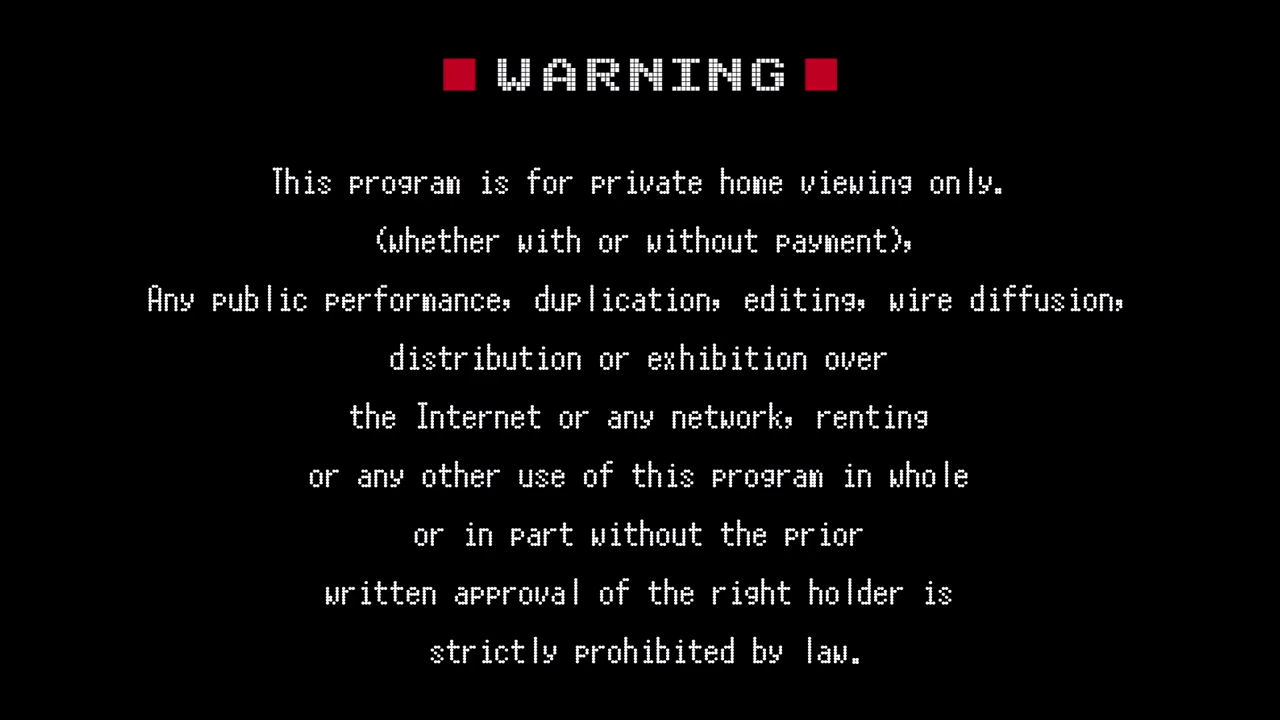 WARNING
This program is for private home viewing only.
(whether with or without payment),
Any public performance, duplication, editing, wire diffusion,
distribution or exhibition over
the Internet or any network, renting
or any other use of this program in whole
or in part without the prior
written approval of the right holder is
strictly prohibited by law.